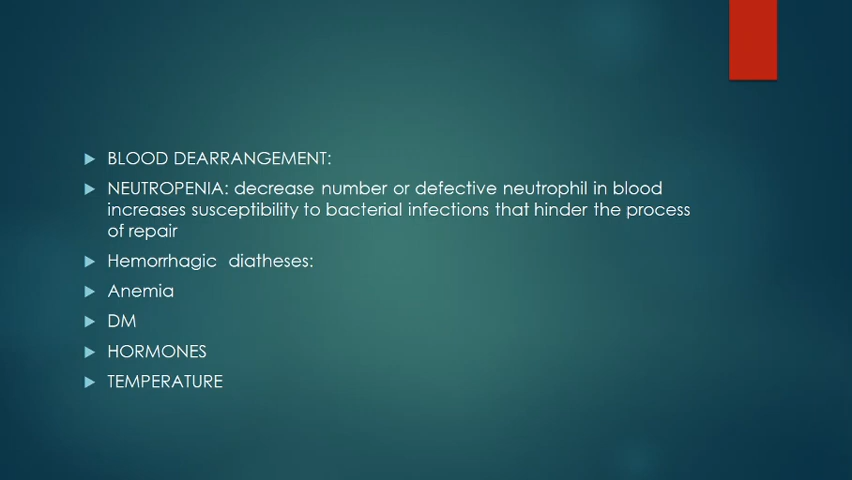 BLOOD DEARRANGEMENT:
NEUTROPENIA: decrease number or defective neutrophil in blood
increases susceptibility to bacterial infections that hinder the process
of repair
Hemorrhagic diatheses:
Anemia
DM
HORMONES
TEMPERATURE